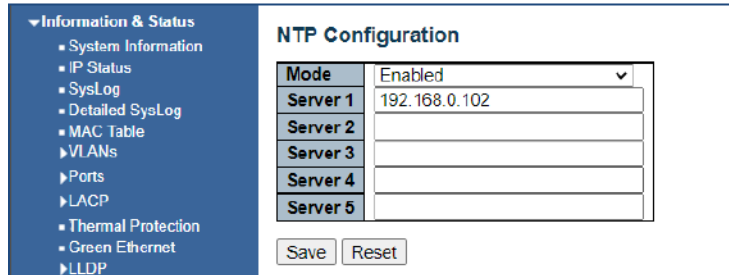 Information & Status
System Information
IP Status
SysLog
Detailed SysLog
MAC Table
VLANs
Ports
LACP
Thermal Protection
Green Ethernet
LLDP
NTP Configuration
Mode Enabled
Server 1 192.168.0.102
Server 2
Server 3
Server 4
Server 5
Save Reset